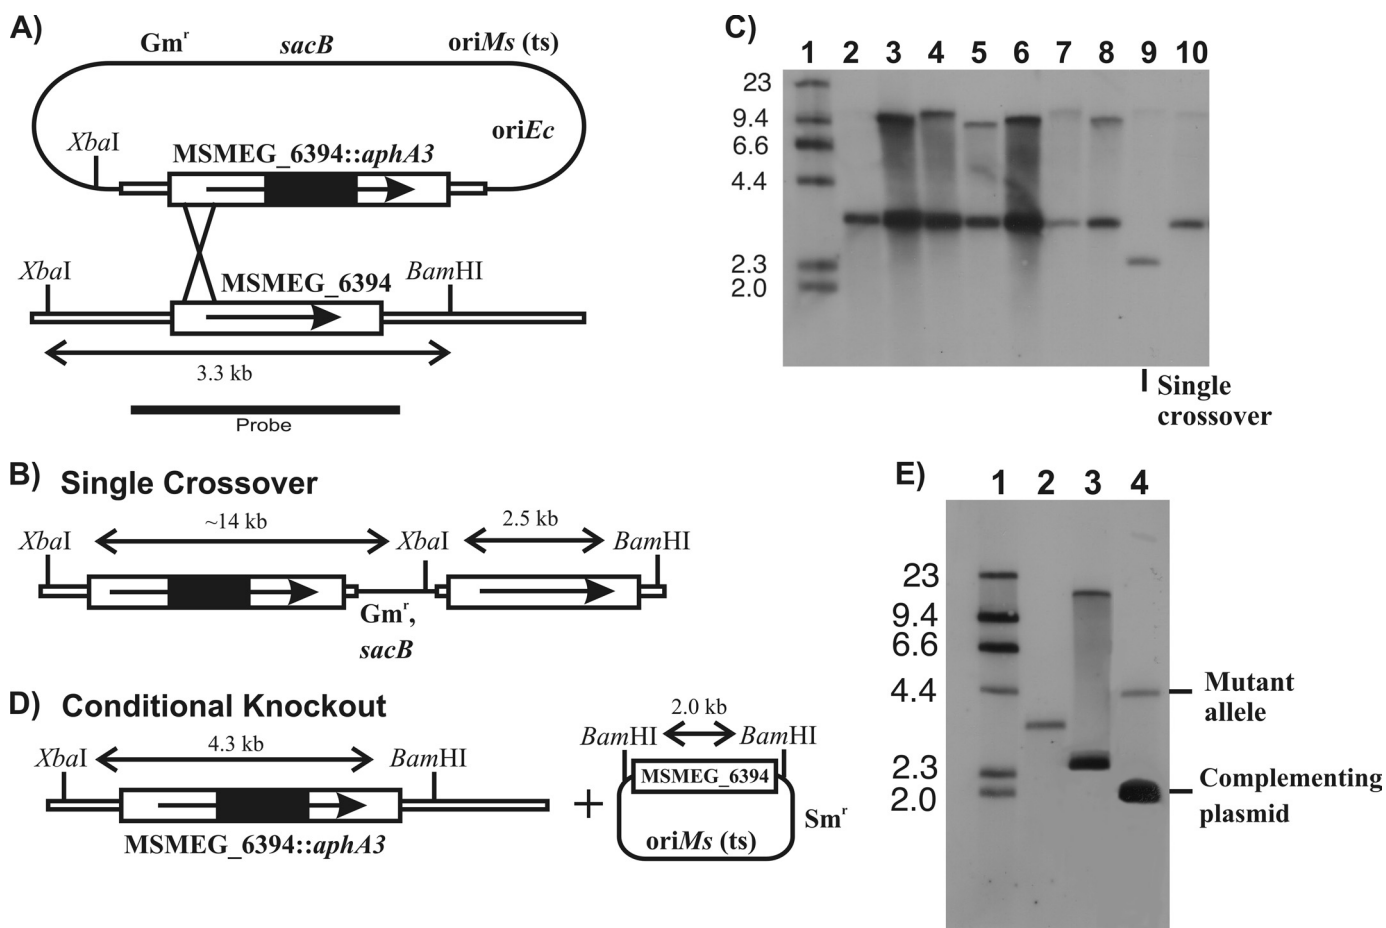 A)
Gmʳ
sacB
oriMs (ts)
XbaI
oriEc
MSMEG_6394::aphA3
XbaI
BamHI
MSMEG_6394
3.3 kb
Probe
B) Single Crossover
~14 kb
2.5 kb
XbaI
XbaI
BamHI
Gmʳ,
sacB
C)
1 2 3 4 5 6 7 8 9 10
23
9.4
6.6
4.4
2.3
2.0
Single
crossover
D) Conditional Knockout
4.3 kb
XbaI
BamHI
MSMEG_6394::aphA3
+
2.0 kb
BamHI
BamHI
MSMEG_6394
Smʳ
oriMs (ts)
E)
1 2 3 4
23
9.4
6.6
4.4
2.3
2.0
Mutant
allele
Complementing
plasmid